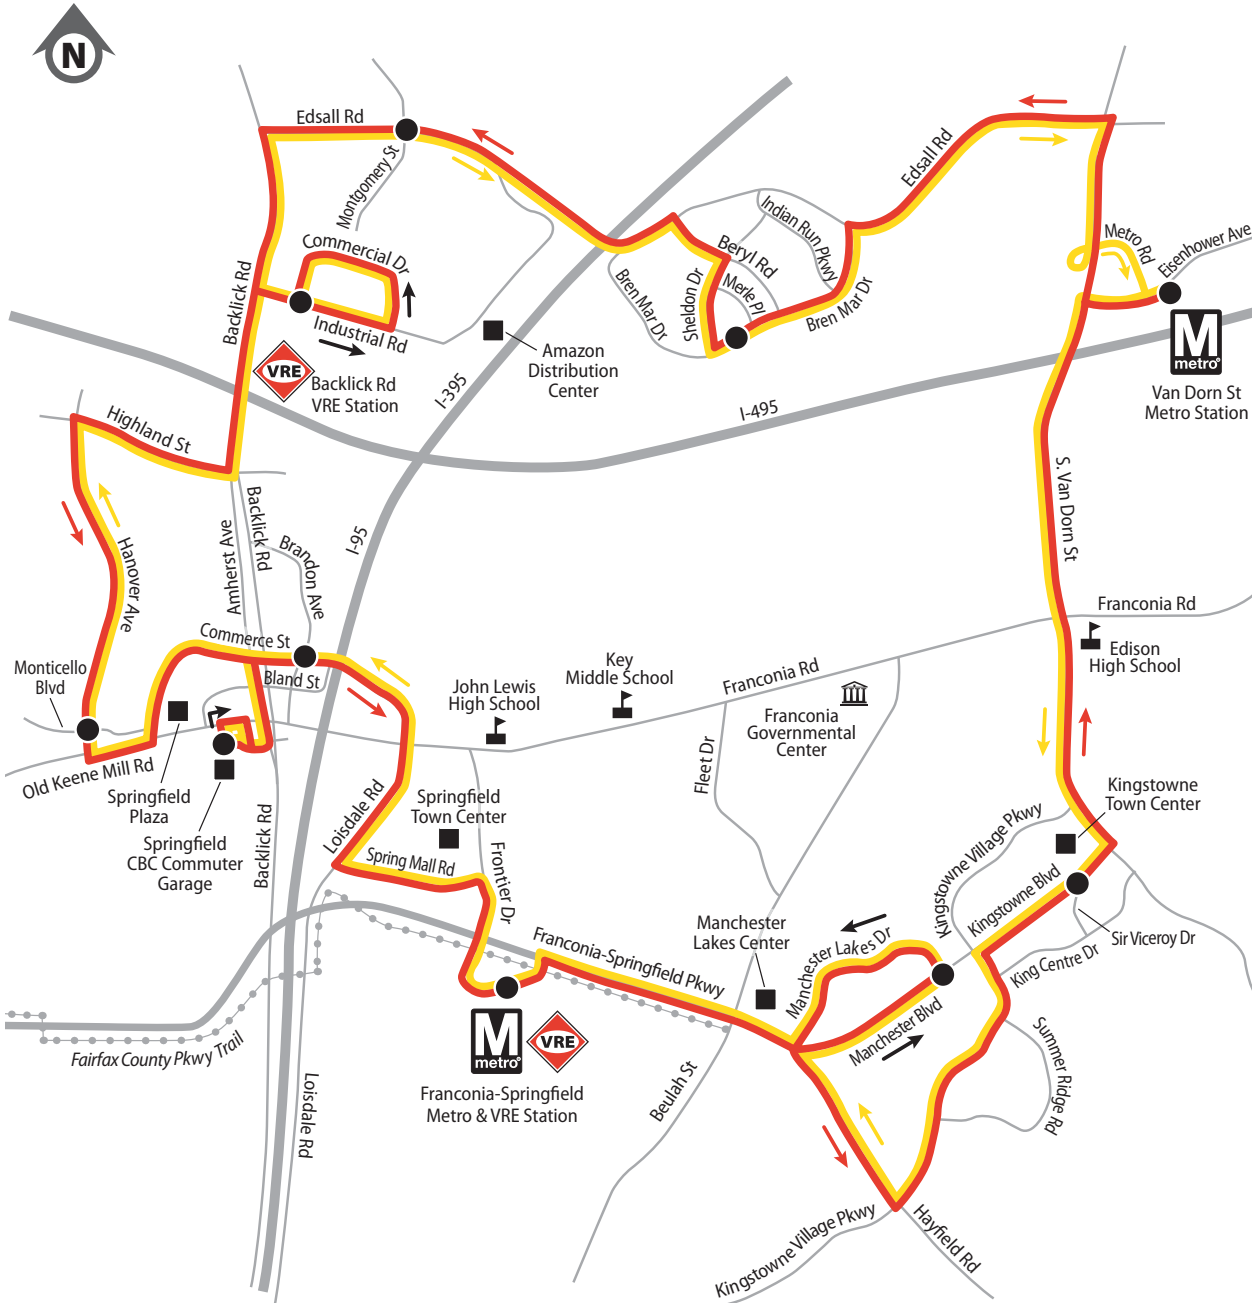 N
Edsall Rd
Montgomery St
Commercial Dr
Industrial Rd
Backlick Rd
VRE
Backlick Rd
VRE Station
Amazon
Distribution
Center
I-395
I-495
Bren Mar Dr
Sheldon Dr
Beryl Rd
Merle Pl
Indian Run Pkwy
Bren Mar Dr
Edsall Rd
Metro Rd
Eisenhower Ave
M
metro
Van Dorn St
Metro Station
S. Van Dorn St
Highland St
Hanover Ave
Amherst Ave
Backlick Rd
Brandon Ave
I-95
Commerce St
Bland St
Monticello
Blvd
Old Keene Mill Rd
Springfield
Plaza
Springfield
CBC Commuter
Garage
Backlick Rd
Loisdale Rd
John Lewis
High School
Key
Middle School
Franconia Rd
Franconia
Governmental
Center
Fleet Dr
Franconia Rd
Edison
High School
Springfield
Town Center
Spring Mall Rd
Frontier Dr
Franconia-Springfield Pkwy
Manchester
Lakes Center
Manchester Lakes Dr
Manchester Blvd
Kingstowne Village Pkwy
Kingstowne Blvd
Kingstowne
Town Center
Sir Viceroy Dr
King Centre Dr
Summer Ridge Rd
Fairfax County Pkwy Trail
Loisdale Rd
M
metro
VRE
Franconia-Springfield
Metro & VRE Station
Beulah St
Kingstowne Village Pkwy
Hayfield Rd